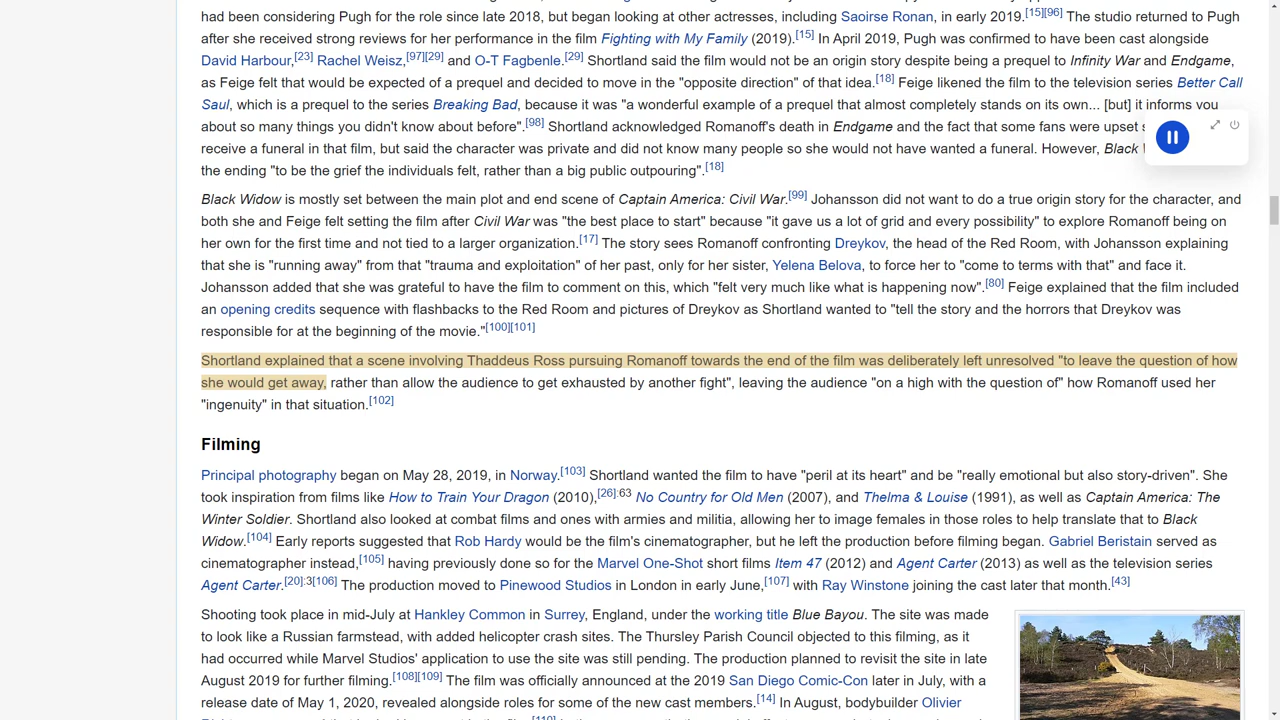 had been considering Pugh for the role since late 2018, but began looking at other actresses, including Saoirse Ronan, in early 2019.[15][96] The studio returned to Pugh
after she received strong reviews for her performance in the film Fighting with My Family (2019).[15] In April 2019, Pugh was confirmed to have been cast alongside
David Harbour,[23] Rachel Weisz,[97][29] and O-T Fagbenle.[29] Shortland said the film would not be an origin story despite being a prequel to Infinity War and Endgame,
as Feige felt that would be expected of a prequel and decided to move in the "opposite direction" of that idea.[18] Feige likened the film to the television series Better Call
Saul, which is a prequel to the series Breaking Bad, because it was "a wonderful example of a prequel that almost completely stands on its own... [but] it informs you
about so many things you didn't know about before".[98] Shortland acknowledged Romanoff's death in Endgame and the fact that some fans were upset
receive a funeral in that film, but said the character was private and did not know many people so she would not have wanted a funeral. However, Black
the ending "to be the grief the individuals felt, rather than a big public outpouring".[18]
Black Widow is mostly set between the main plot and end scene of Captain America: Civil War.[99] Johansson did not want to do a true origin story for the character, and
both she and Feige felt setting the film after Civil War was "the best place to start" because "it gave us a lot of grid and every possibility" to explore Romanoff being on
her own for the first time and not tied to a larger organization.[17] The story sees Romanoff confronting Dreykov, the head of the Red Room, with Johansson explaining
that she is "running away" from that "trauma and exploitation" of her past, only for her sister, Yelena Belova, to force her to "come to terms with that" and face it.
Johansson added that she was grateful to have the film to comment on this, which "felt very much like what is happening now".[80] Feige explained that the film included
an opening credits sequence with flashbacks to the Red Room and pictures of Dreykov as Shortland wanted to "tell the story and the horrors that Dreykov was
responsible for at the beginning of the movie."[100][101]
Shortland explained that a scene involving Thaddeus Ross pursuing Romanoff towards the end of the film was deliberately left unresolved "to leave the question of how
she would get away, rather than allow the audience to get exhausted by another fight", leaving the audience "on a high with the question of" how Romanoff used her
"ingenuity" in that situation.[102]
Filming
Principal photography began on May 28, 2019, in Norway.[103] Shortland wanted the film to have "peril at its heart" and be "really emotional but also story-driven". She
took inspiration from films like How to Train Your Dragon (2010),[26]:63 No Country for Old Men (2007), and Thelma & Louise (1991), as well as Captain America: The
Winter Soldier. Shortland also looked at combat films and ones with armies and militia, allowing her to image females in those roles to help translate that to Black
Widow.[104] Early reports suggested that Rob Hardy would be the film's cinematographer, but he left the production before filming began. Gabriel Beristain served as
cinematographer instead,[105] having previously done so for the Marvel One-Shot short films Item 47 (2012) and Agent Carter (2013) as well as the television series
Agent Carter.[20]:3[106] The production moved to Pinewood Studios in London in early June,[107] with Ray Winstone joining the cast later that month.[43]
Shooting took place in mid-July at Hankley Common in Surrey, England, under the working title Blue Bayou. The site was made
to look like a Russian farmstead, with added helicopter crash sites. The Thursley Parish Council objected to this filming, as it
had occurred while Marvel Studios' application to use the site was still pending. The production planned to revisit the site in late
August 2019 for further filming.[108][109] The film was officially announced at the 2019 San Diego Comic-Con later in July, with a
release date of May 1, 2020, revealed alongside roles for some of the new cast members.[14] In August, bodybuilder Olivier